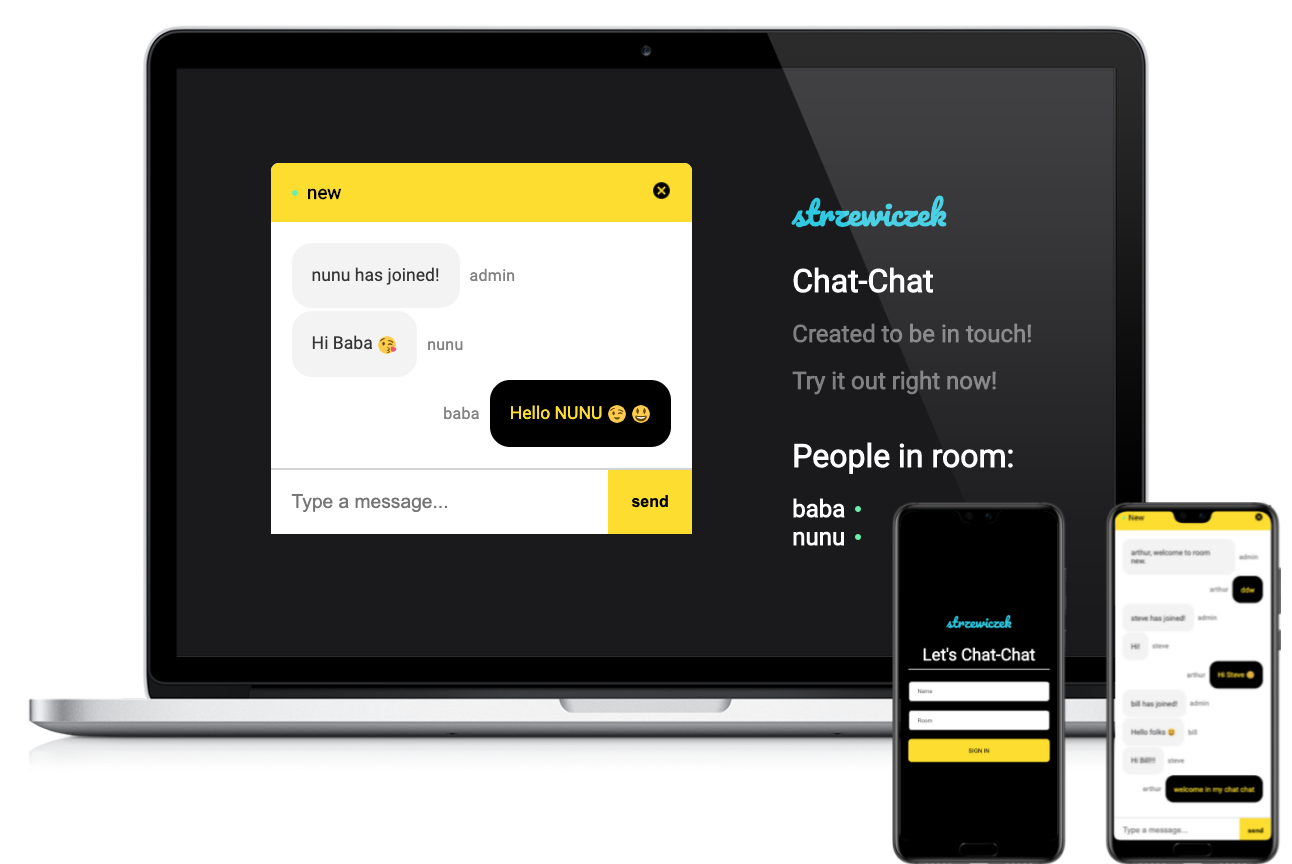 new
nunu has joined! admin
Hi Baba 😘 nunu
baba Hello NUNU 😉 😃
Type a message...
send
strzewiczek
Chat-Chat
Created to be in touch!
Try it out right now!
People in room:
baba
nunu
strzewiczek
Let's Chat-Chat
Name
Room
SIGN IN
New
arthur, welcome to room
new.
admin
arthur ddw
steve has joined! admin
Hi! steve
arthur Hi Steve 😊
bill has joined! admin
Hello folks 😀 bill
Hi Bill!!! steve
arthur welcome in my chat chat
Type a message...
send